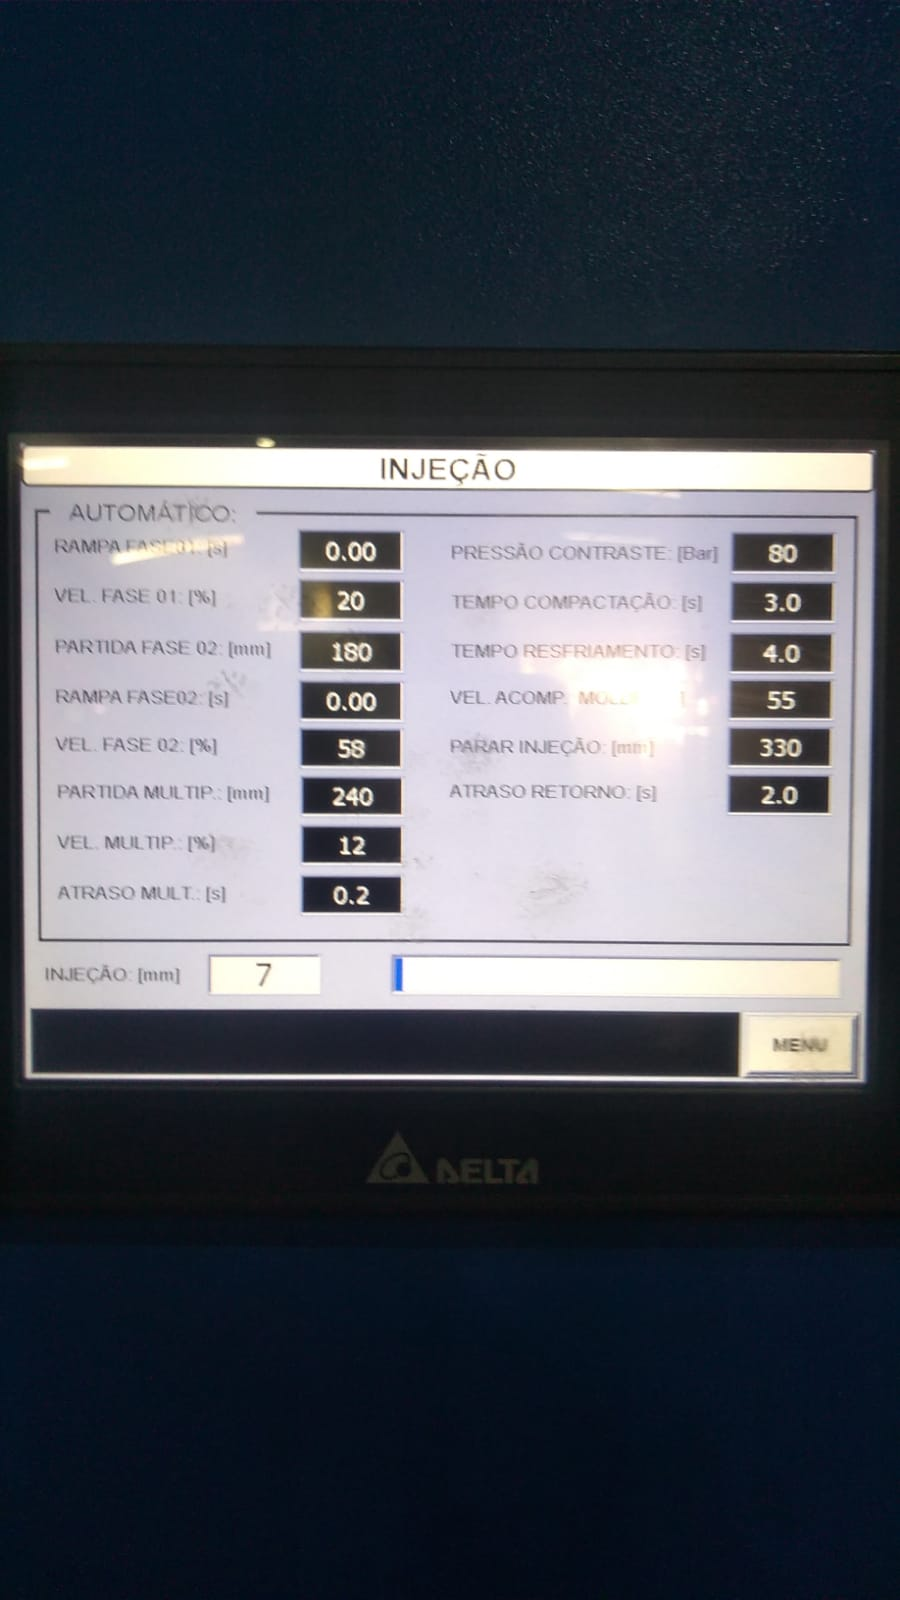 INJEÇÃO
AUTOMÁTICO:
RAMPA FASE01: [s] 0.00
VEL. FASE 01: [%] 20
PARTIDA FASE 02: [mm] 180
RAMPA FASE02: [s] 0.00
VEL. FASE 02: [%] 58
PARTIDA MULTIP.: [mm] 240
VEL. MULTIP.: [%] 12
ATRASO MULT.: [s] 0.2
PRESSÃO CONTRASTE: [Bar] 80
TEMPO COMPACTAÇÃO: [s] 3.0
TEMPO RESFRIAMENTO: [s] 4.0
VEL. ACOMP. 55
PARAR INJEÇÃO: [mm] 330
ATRASO RETORNO: [s] 2.0
INJEÇÃO: [mm] 7
MENU
DELTA